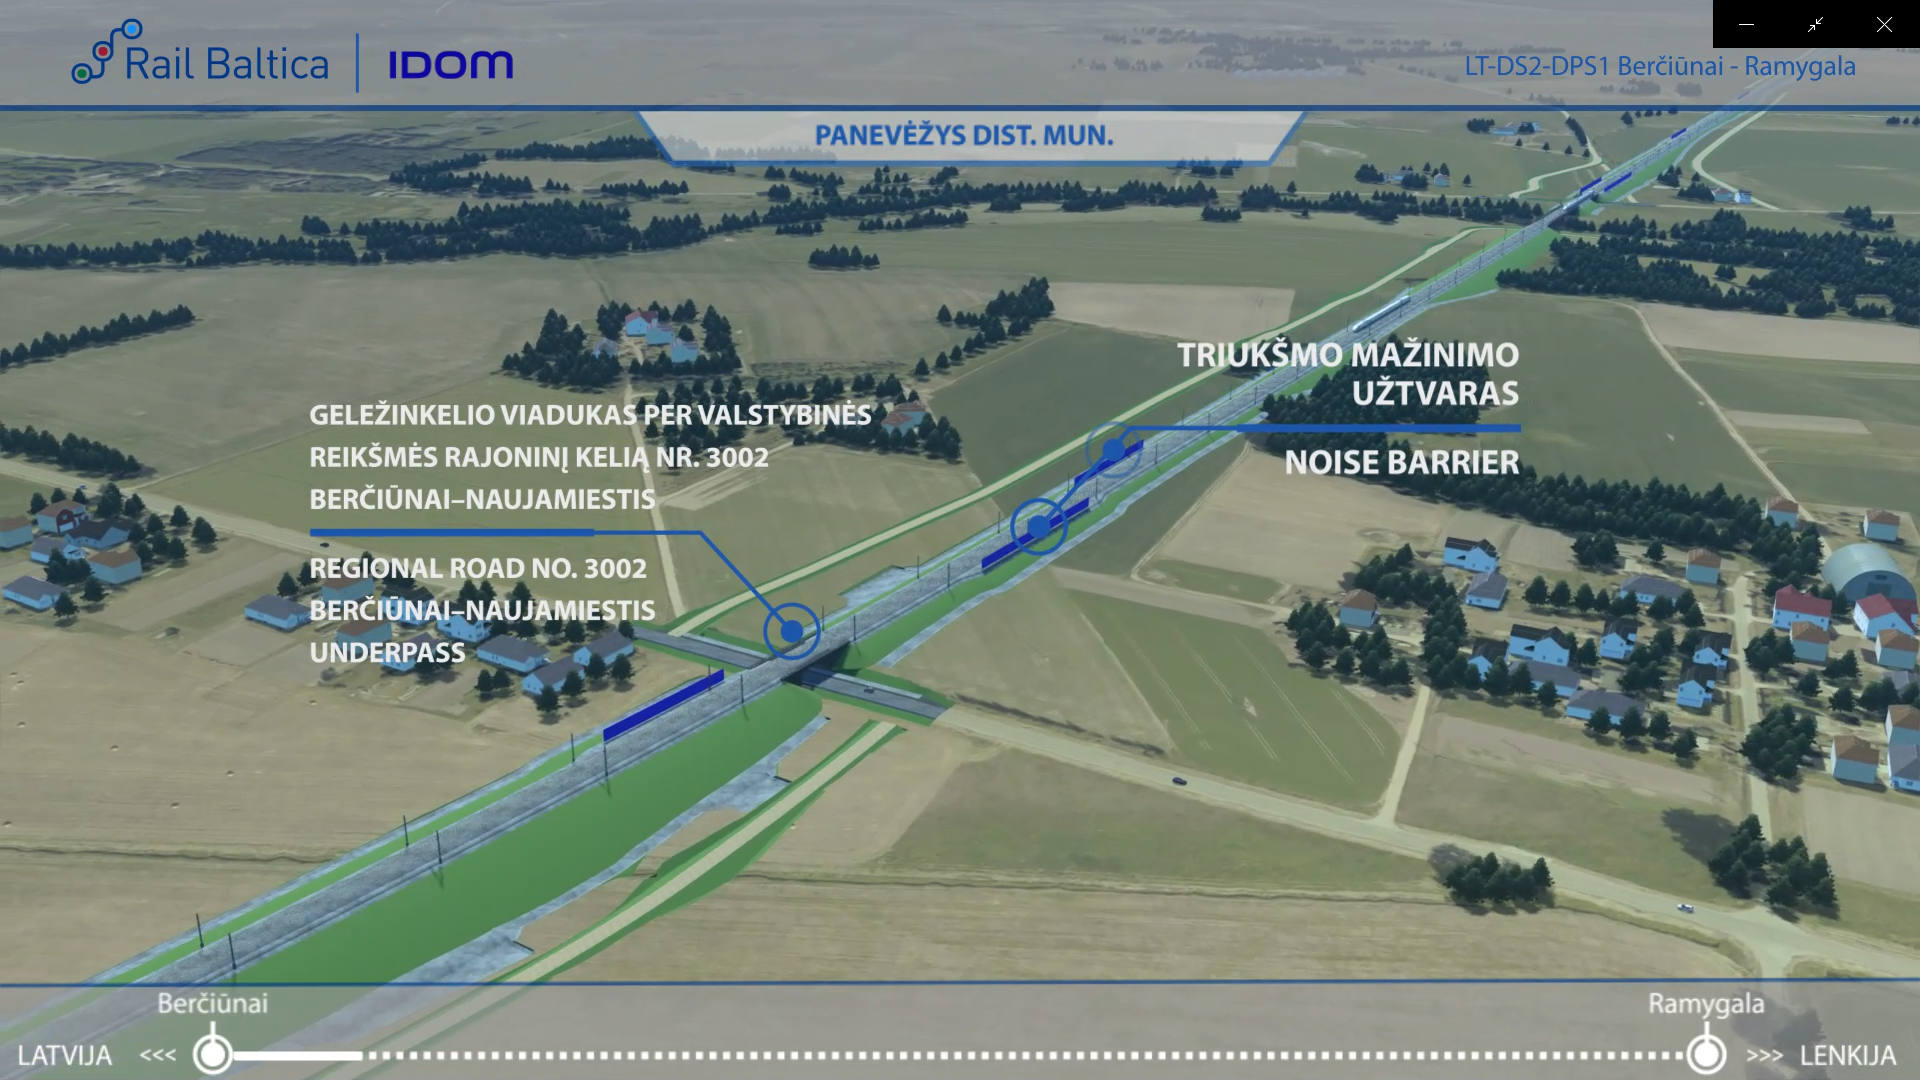 Rail Baltica
IDOM
LT-DS2-DPS1 Berčiūnai - Ramygala
PANEVĖŽYS DIST. MUN.
TRIUKŠMO MAŽINIMO
UŽTVARAS
NOISE BARRIER
GELEŽINKELIO VIADUKAS PER VALSTYBINĖS
REIKŠMĖS RAJONINĮ KELIĄ NR. 3002
BERČIŪNAI–NAUJAMIESTIS
REGIONAL ROAD NO. 3002
BERČIŪNAI–NAUJAMIESTIS
UNDERPASS
Berčiūnai
Ramygala
LATVIJA <<<
>>> LENKIJA